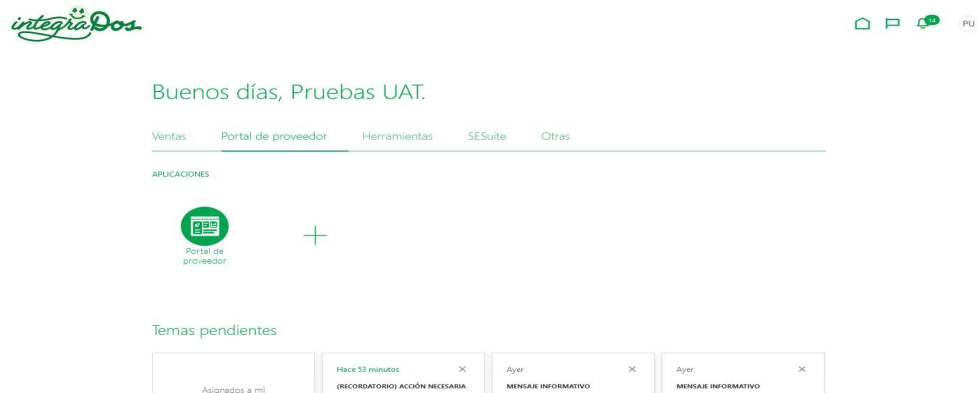 integraDos
14
PU
Buenos días, Pruebas UAT.
Ventas Portal de proveedor Herramientas SESuite Otras
APLICACIONES
Portal de
proveedor
Temas pendientes
Asignados a mí
Hace 53 minutos
(RECORDATORIO) ACCIÓN NECESARIA
Ayer
MENSAJE INFORMATIVO
Ayer
MENSAJE INFORMATIVO